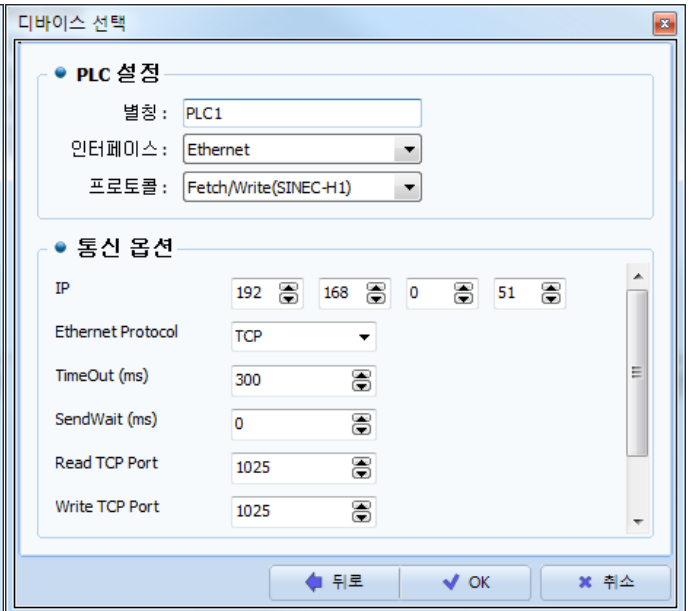 디바이스 선택
PLC 설정
별칭 : PLC1
인터페이스 : Ethernet
프로토콜 : Fetch/Write(SINEC-H1)
통신 옵션
IP 192 168 0 51
Ethernet Protocol TCP
TimeOut (ms) 300
SendWait (ms) 0
Read TCP Port 1025
Write TCP Port 1025
뒤로 OK 취소